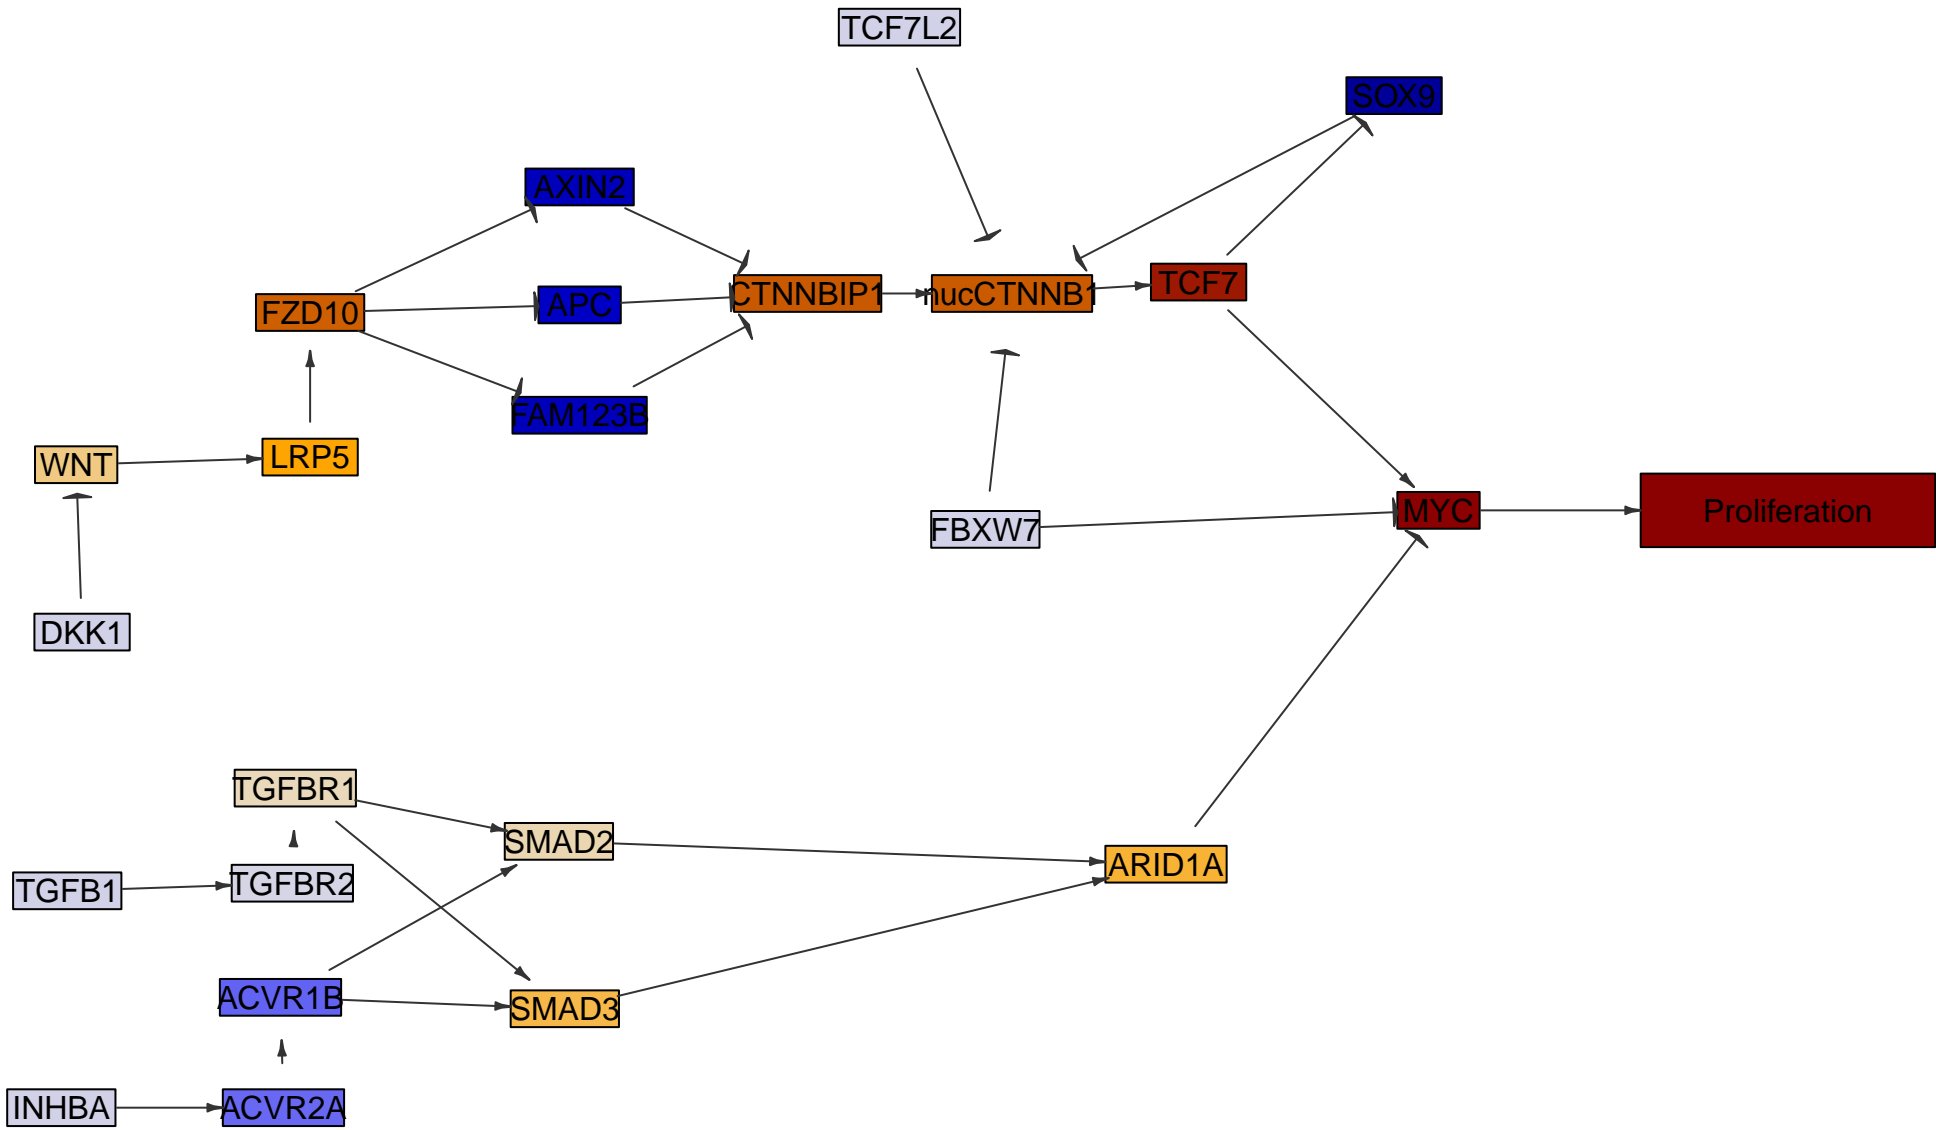 TCF7L2
SOX9
AXIN2
FZD10
APC
CTNNBIP1
nucCTNNB1
TCF7
FAM123B
WNT
LRP5
FBXW7
MYC
Proliferation
DKK1
TGFBR1
SMAD2
ARID1A
TGFB1
TGFBR2
ACVR1B
SMAD3
INHBA
ACVR2A